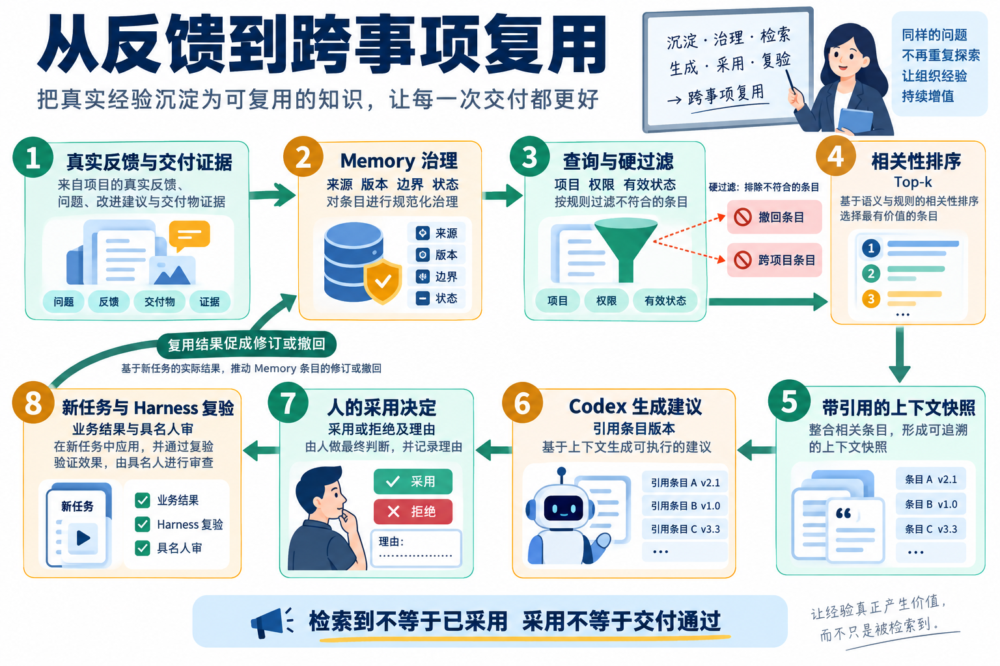 从反馈到跨事项复用
把真实经验沉淀为可复用的知识，让每一次交付都更好
沉淀·治理·检索
生成·采用·复验
→ 跨事项复用
同样的问题
不再重复探索
让组织经验
持续增值
1 真实反馈与交付证据
来自项目的真实反馈、
问题、改进建议与交付物证据
问题 反馈 交付物 证据
2 Memory 治理
来源 版本 边界 状态
对条目进行规范化治理
来源
版本
边界
状态
3 查询与硬过滤
项目 权限 有效状态
按规则过滤不符合的条目
项目 权限 有效状态
硬过滤：排除不符合的条目
撤回条目
跨项目条目
4 相关性排序
Top-k
基于语义与规则的相关性排序
选择最有价值的条目
1
2
3
...
复用结果促成修订或撤回
基于新任务的实际结果，推动 Memory 条目的修订或撤回
8 新任务与 Harness 复验
业务结果与具名人审
在新任务中应用，并通过复验
验证效果，由具名人进行审查
新任务
业务结果
Harness 复验
具名人审
7 人的采用决定
采用或拒绝及理由
由人做最终判断，并记录理由
采用
拒绝
理由：
6 Codex 生成建议
引用条目版本
基于上下文生成可执行的建议
引用条目 A v2.1
引用条目 B v1.0
引用条目 C v3.3
...
5 带引用的上下文快照
整合相关条目，形成可追溯
的上下文快照
“
条目 A v2.1
条目 B v1.0
条目 C v3.3
...
检索到不等于已采用 采用不等于交付通过
让经验真正产生价值，
而不只是被检索到。